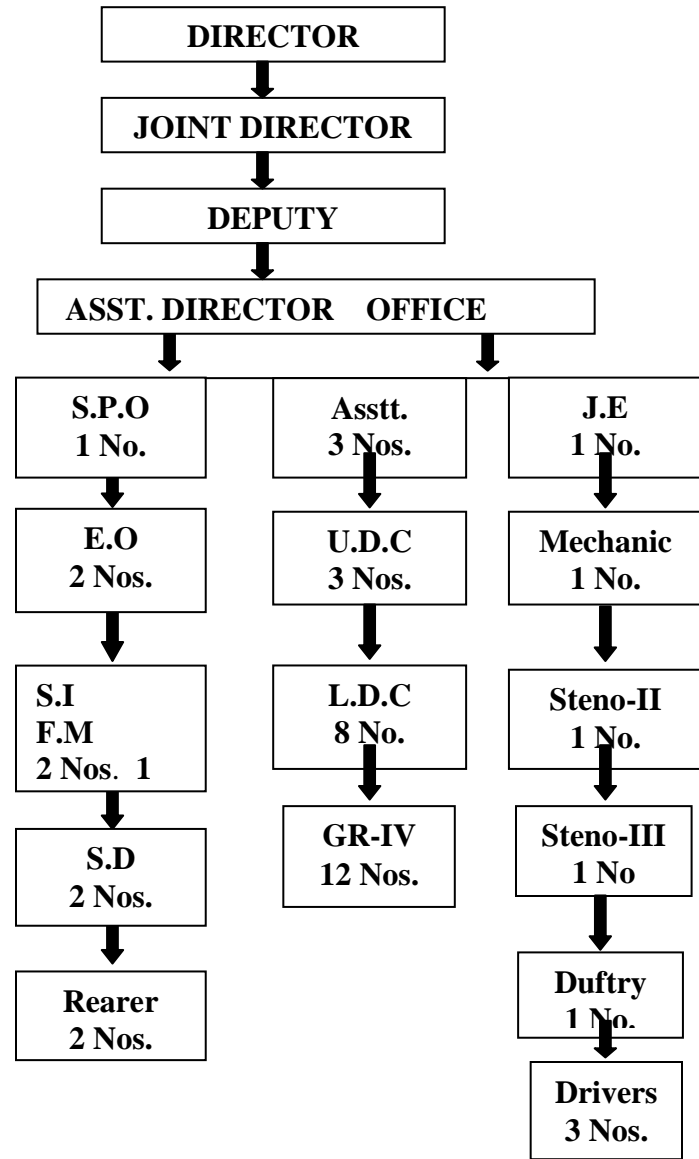 DIRECTOR
JOINT DIRECTOR
DEPUTY
ASST. DIRECTOR OFFICE
S.P.O
1 No.
Asstt.
3 Nos.
J.E
1 No.
E.O
2 Nos.
U.D.C
3 Nos.
Mechanic
1 No.
S.I
F.M
2 Nos. 1
L.D.C
8 No.
Steno-II
1 No.
S.D
2 Nos.
GR-IV
12 Nos.
Steno-III
1 No
Rearer
2 Nos.
Duftry
1 No.
Drivers
3 Nos.